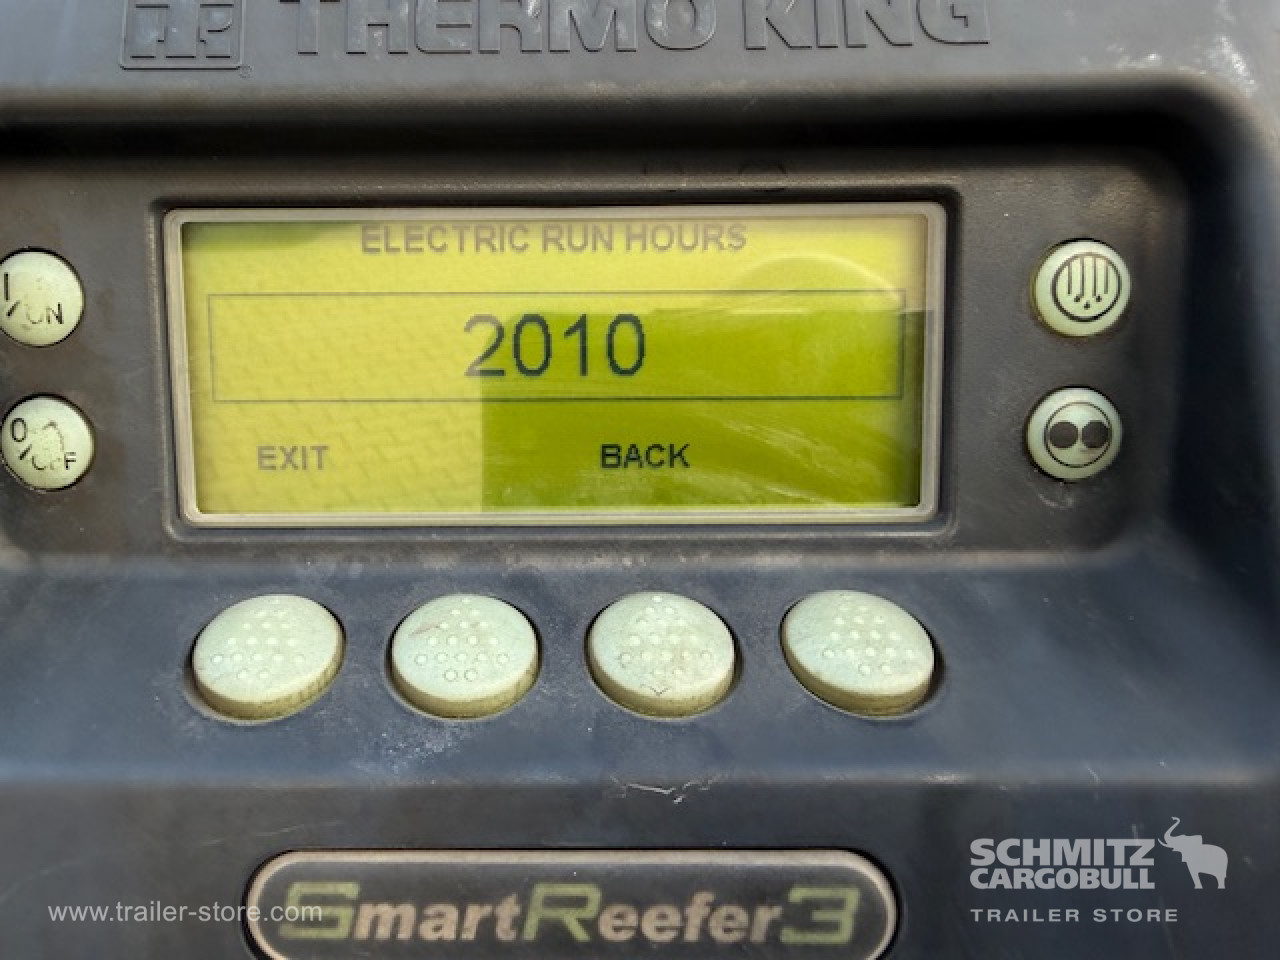 THERMO KING
ELECTRIC RUN HOURS
2010
EXIT BACK
I/ON
O/OFF
SmartReefer3
www.trailer-store.com
SCHMITZ
CARGOBULL
TRAILER STORE